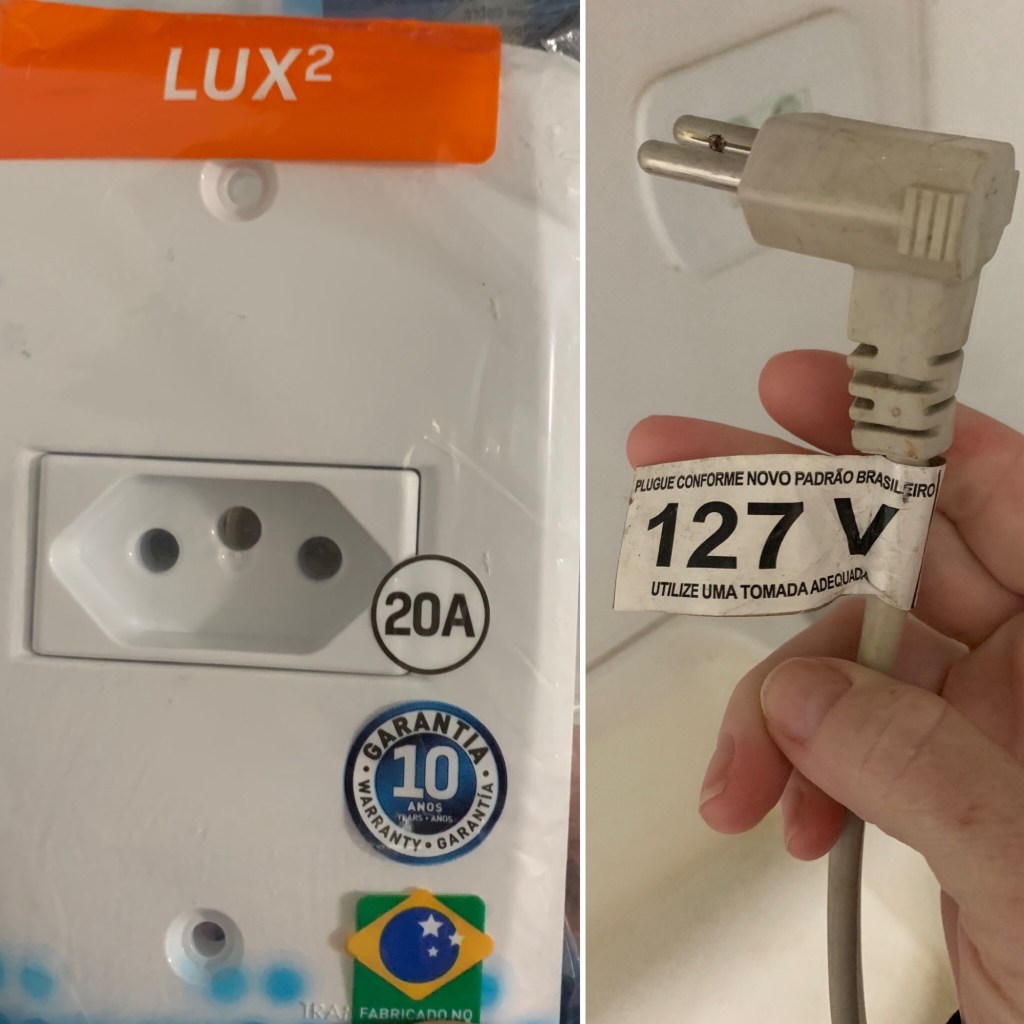 LUX²
20A
GARANTIA
10
ANOS
YEARS • ANOS
WARRANTY • GARANTÍA
FABRICADO NO
PLUGUE CONFORME NOVO PADRÃO BRASILEIRO
127 V
UTILIZE UMA TOMADA ADEQUADA